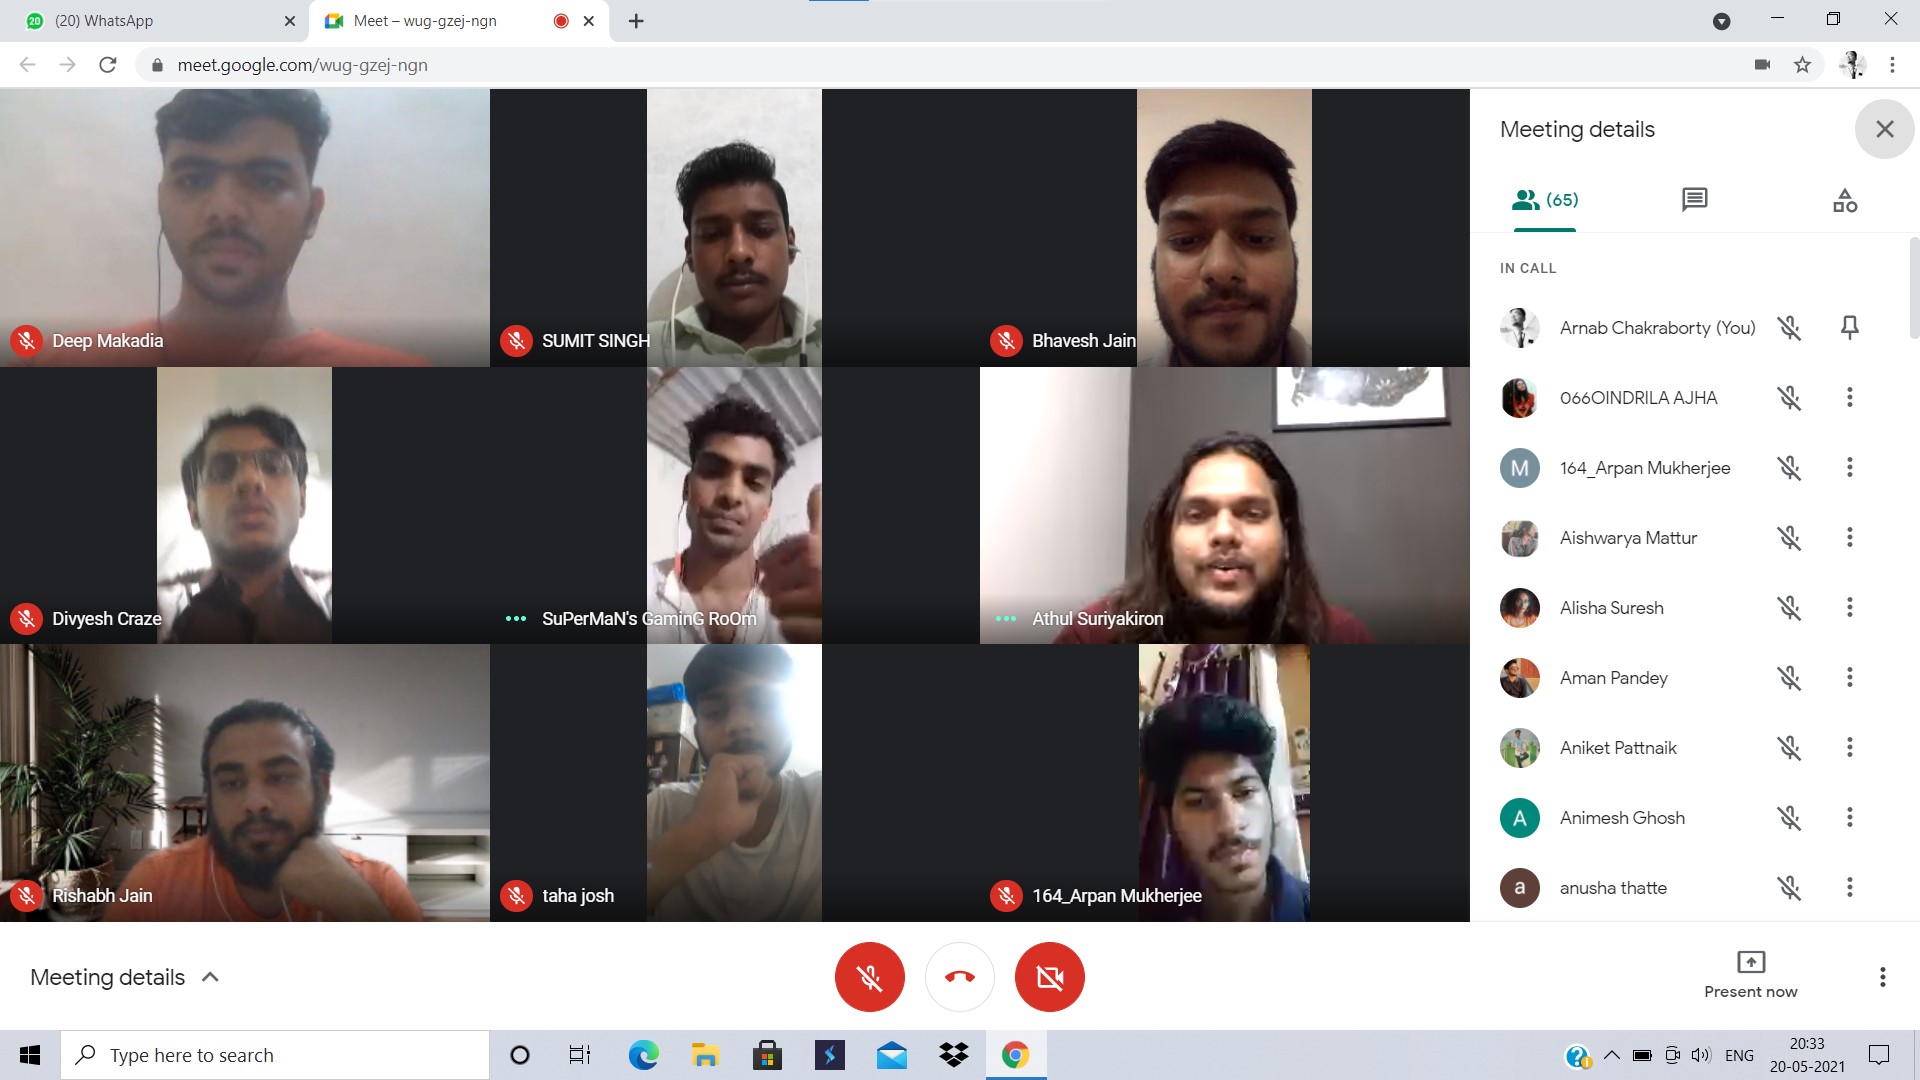 (20) WhatsApp
Meet – wug-gzej-ngn
meet.google.com/wug-gzej-ngn
Deep Makadia
SUMIT SINGH
Bhavesh Jain
Divyesh Craze
SuPerMaN's GaminG RoOm
Athul Suriyakiron
Rishabh Jain
taha josh
164_Arpan Mukherjee
Meeting details
(65)
IN CALL
Arnab Chakraborty (You)
066OINDRILA AJHA
M
164_Arpan Mukherjee
Aishwarya Mattur
Alisha Suresh
Aman Pandey
Aniket Pattnaik
A
Animesh Ghosh
a
anusha thatte
Meeting details
Present now
Type here to search
ENG
20:33
20-05-2021